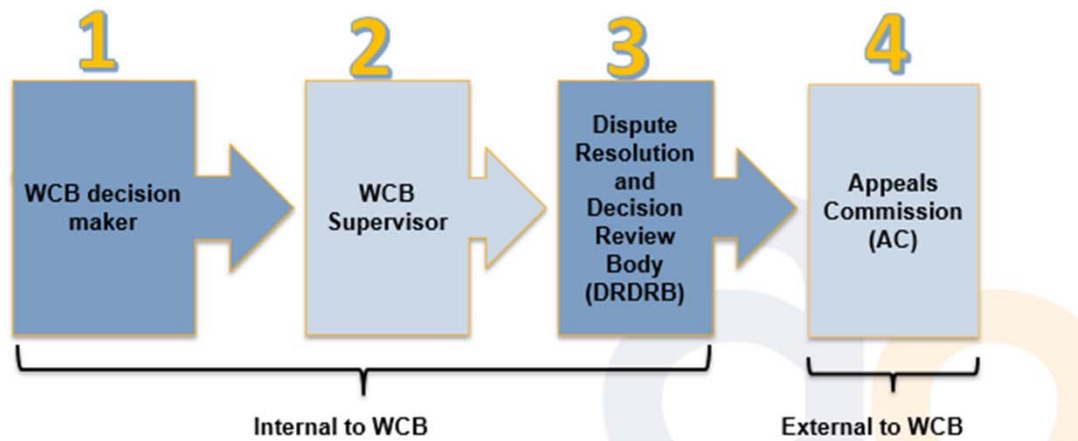 1
2
3
4
WCB decision
maker
WCB
Supervisor
Dispute
Resolution
and
Decision
Review
Body
(DRDRB)
Appeals
Commission
(AC)
Internal to WCB
External to WCB